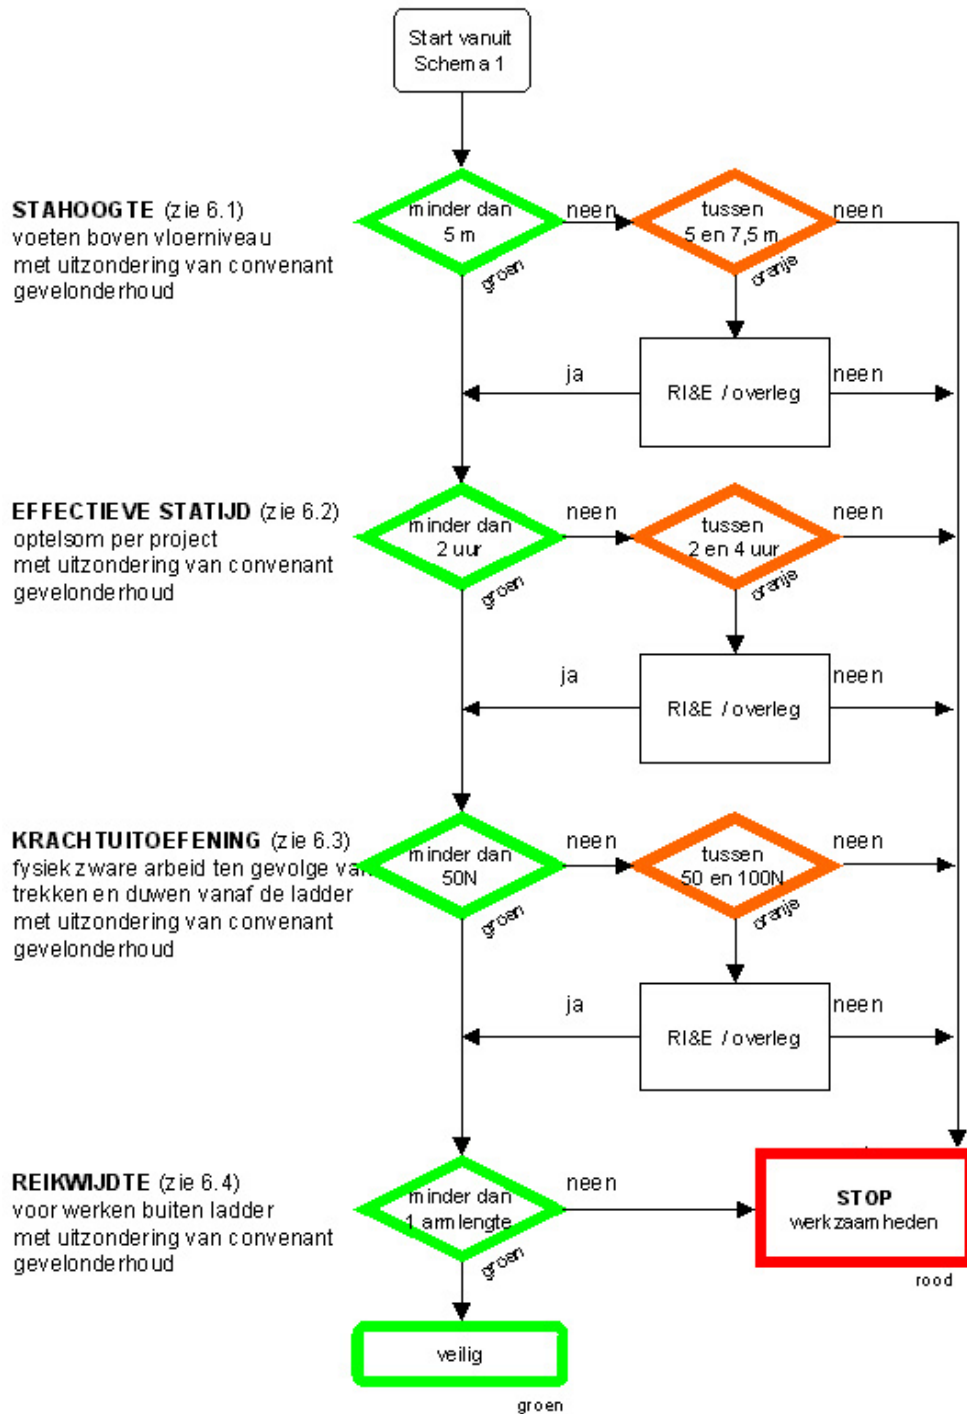 Start vanuit
Schema 1
STAHOOGTE (zie 6.1)
voeten boven vloerniveau
met uitzondering van convenant
gevelonderhoud
minder dan
5 m
groen
neen
tussen
5 en 7,5 m
oranje
neen
ja
RI&E / overleg
neen
EFFECTIEVE STATIJD (zie 6.2)
optelsom per project
met uitzondering van convenant
gevelonderhoud
minder dan
2 uur
groen
neen
tussen
2 en 4 uur
oranje
neen
ja
RI&E / overleg
neen
KRACHTUITOEFENING (zie 6.3)
fysiek zware arbeid ten gevolge van
trekken en duwen vanaf de ladder
met uitzondering van convenant
gevelonderhoud
minder dan
50N
groen
neen
tussen
50 en 100N
oranje
neen
ja
RI&E / overleg
neen
REIKWIJDTE (zie 6.4)
voor werken buiten ladder
met uitzondering van convenant
gevelonderhoud
minder dan
1 armlengte
groen
neen
STOP
werkzaamheden
rood
veilig
groen